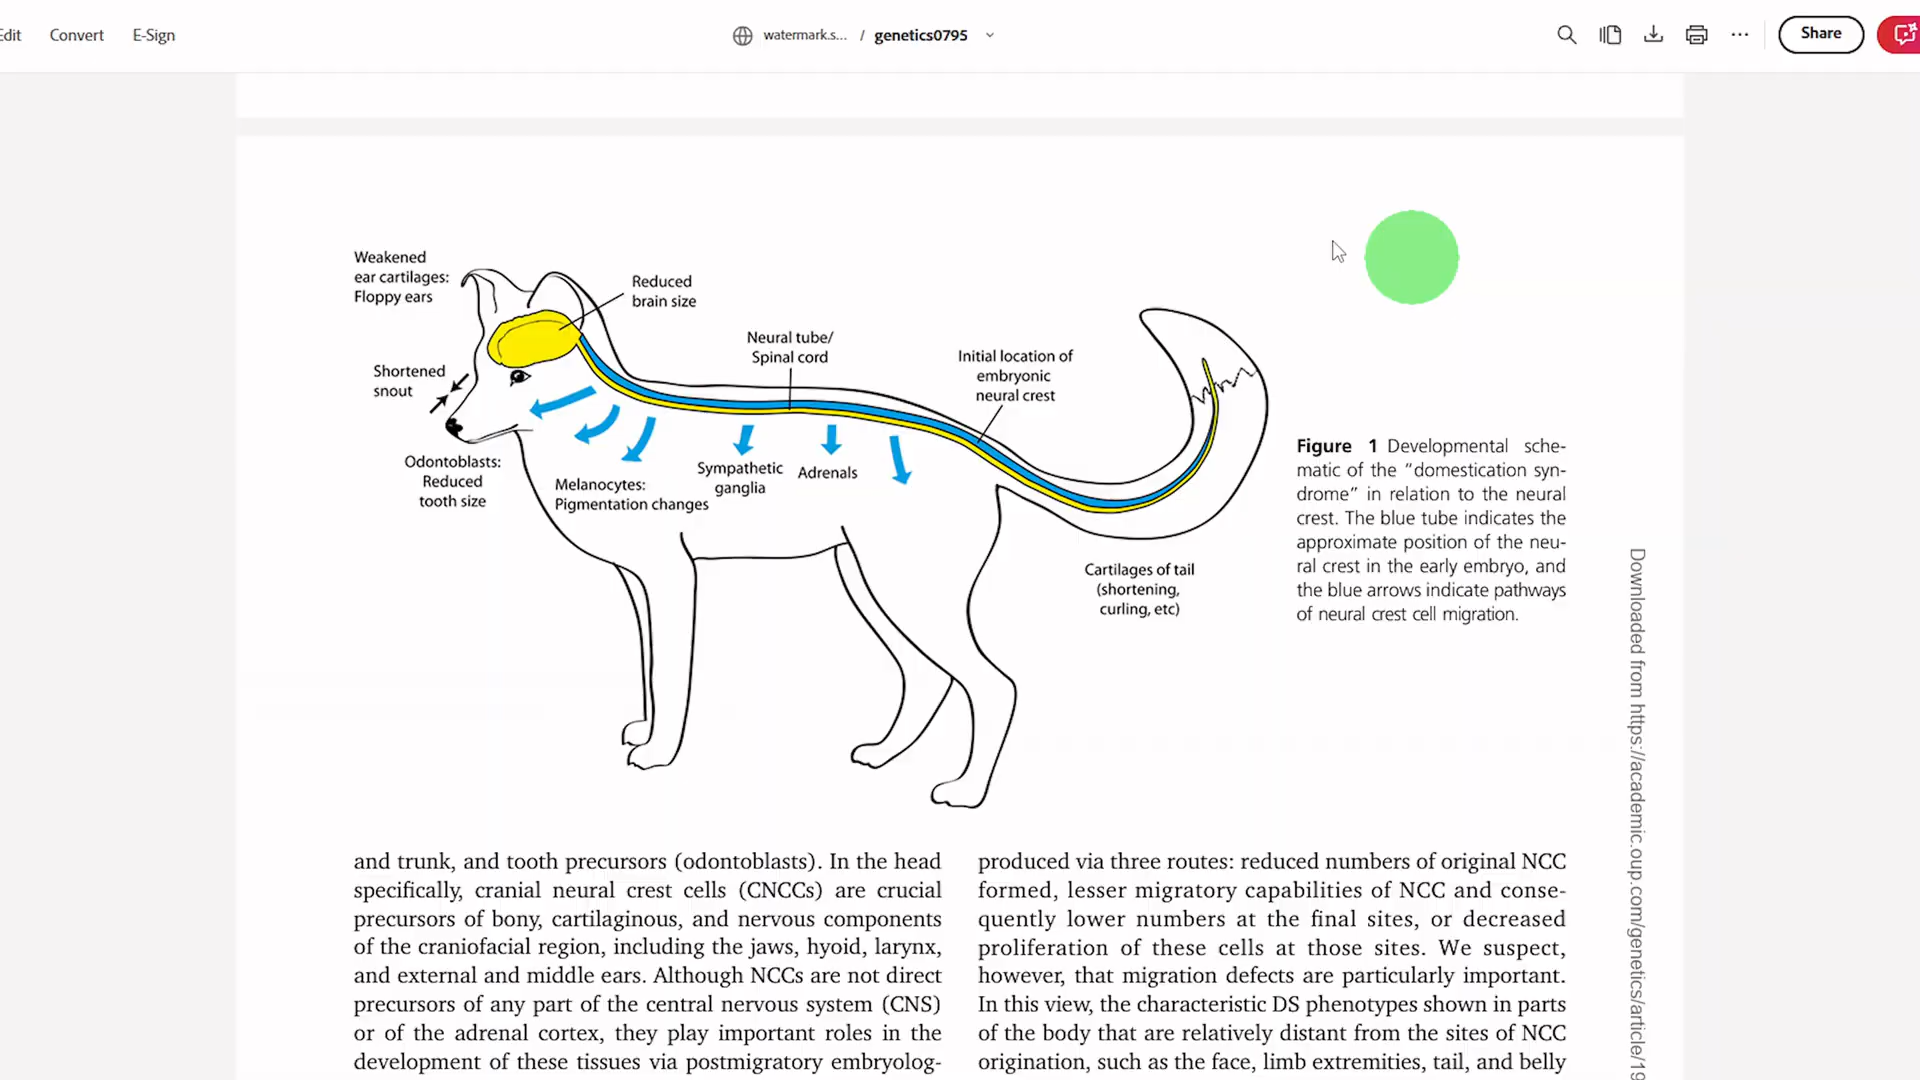 Edit
Convert
E-Sign
watermark.s... / genetics0795
Share
Weakened
ear cartilages:
Floppy ears
Reduced
brain size
Neural tube/
Spinal cord
Initial location of
embryonic
neural crest
Shortened
snout
Odontoblasts:
Reduced
tooth size
Melanocytes:
Pigmentation changes
Sympathetic
ganglia
Adrenals
Cartilages of tail
(shortening,
curling, etc)
Figure 1 Developmental sche-
matic of the “domestication syn-
drome” in relation to the neural
crest. The blue tube indicates the
approximate position of the neu-
ral crest in the early embryo, and
the blue arrows indicate pathways
of neural crest cell migration.
and trunk, and tooth precursors (odontoblasts). In the head
specifically, cranial neural crest cells (CNCCs) are crucial
precursors of bony, cartilaginous, and nervous components
of the craniofacial region, including the jaws, hyoid, larynx,
and external and middle ears. Although NCCs are not direct
precursors of any part of the central nervous system (CNS)
or of the adrenal cortex, they play important roles in the
development of these tissues via postmigratory embryolog-
produced via three routes: reduced numbers of original NCC
formed, lesser migratory capabilities of NCC and conse-
quently lower numbers at the final sites, or decreased
proliferation of these cells at those sites. We suspect,
however, that migration defects are particularly important.
In this view, the characteristic DS phenotypes shown in parts
of the body that are relatively distant from the sites of NCC
origination, such as the face, limb extremities, tail, and belly
Downloaded from https://academic.oup.com/genetics/article/19